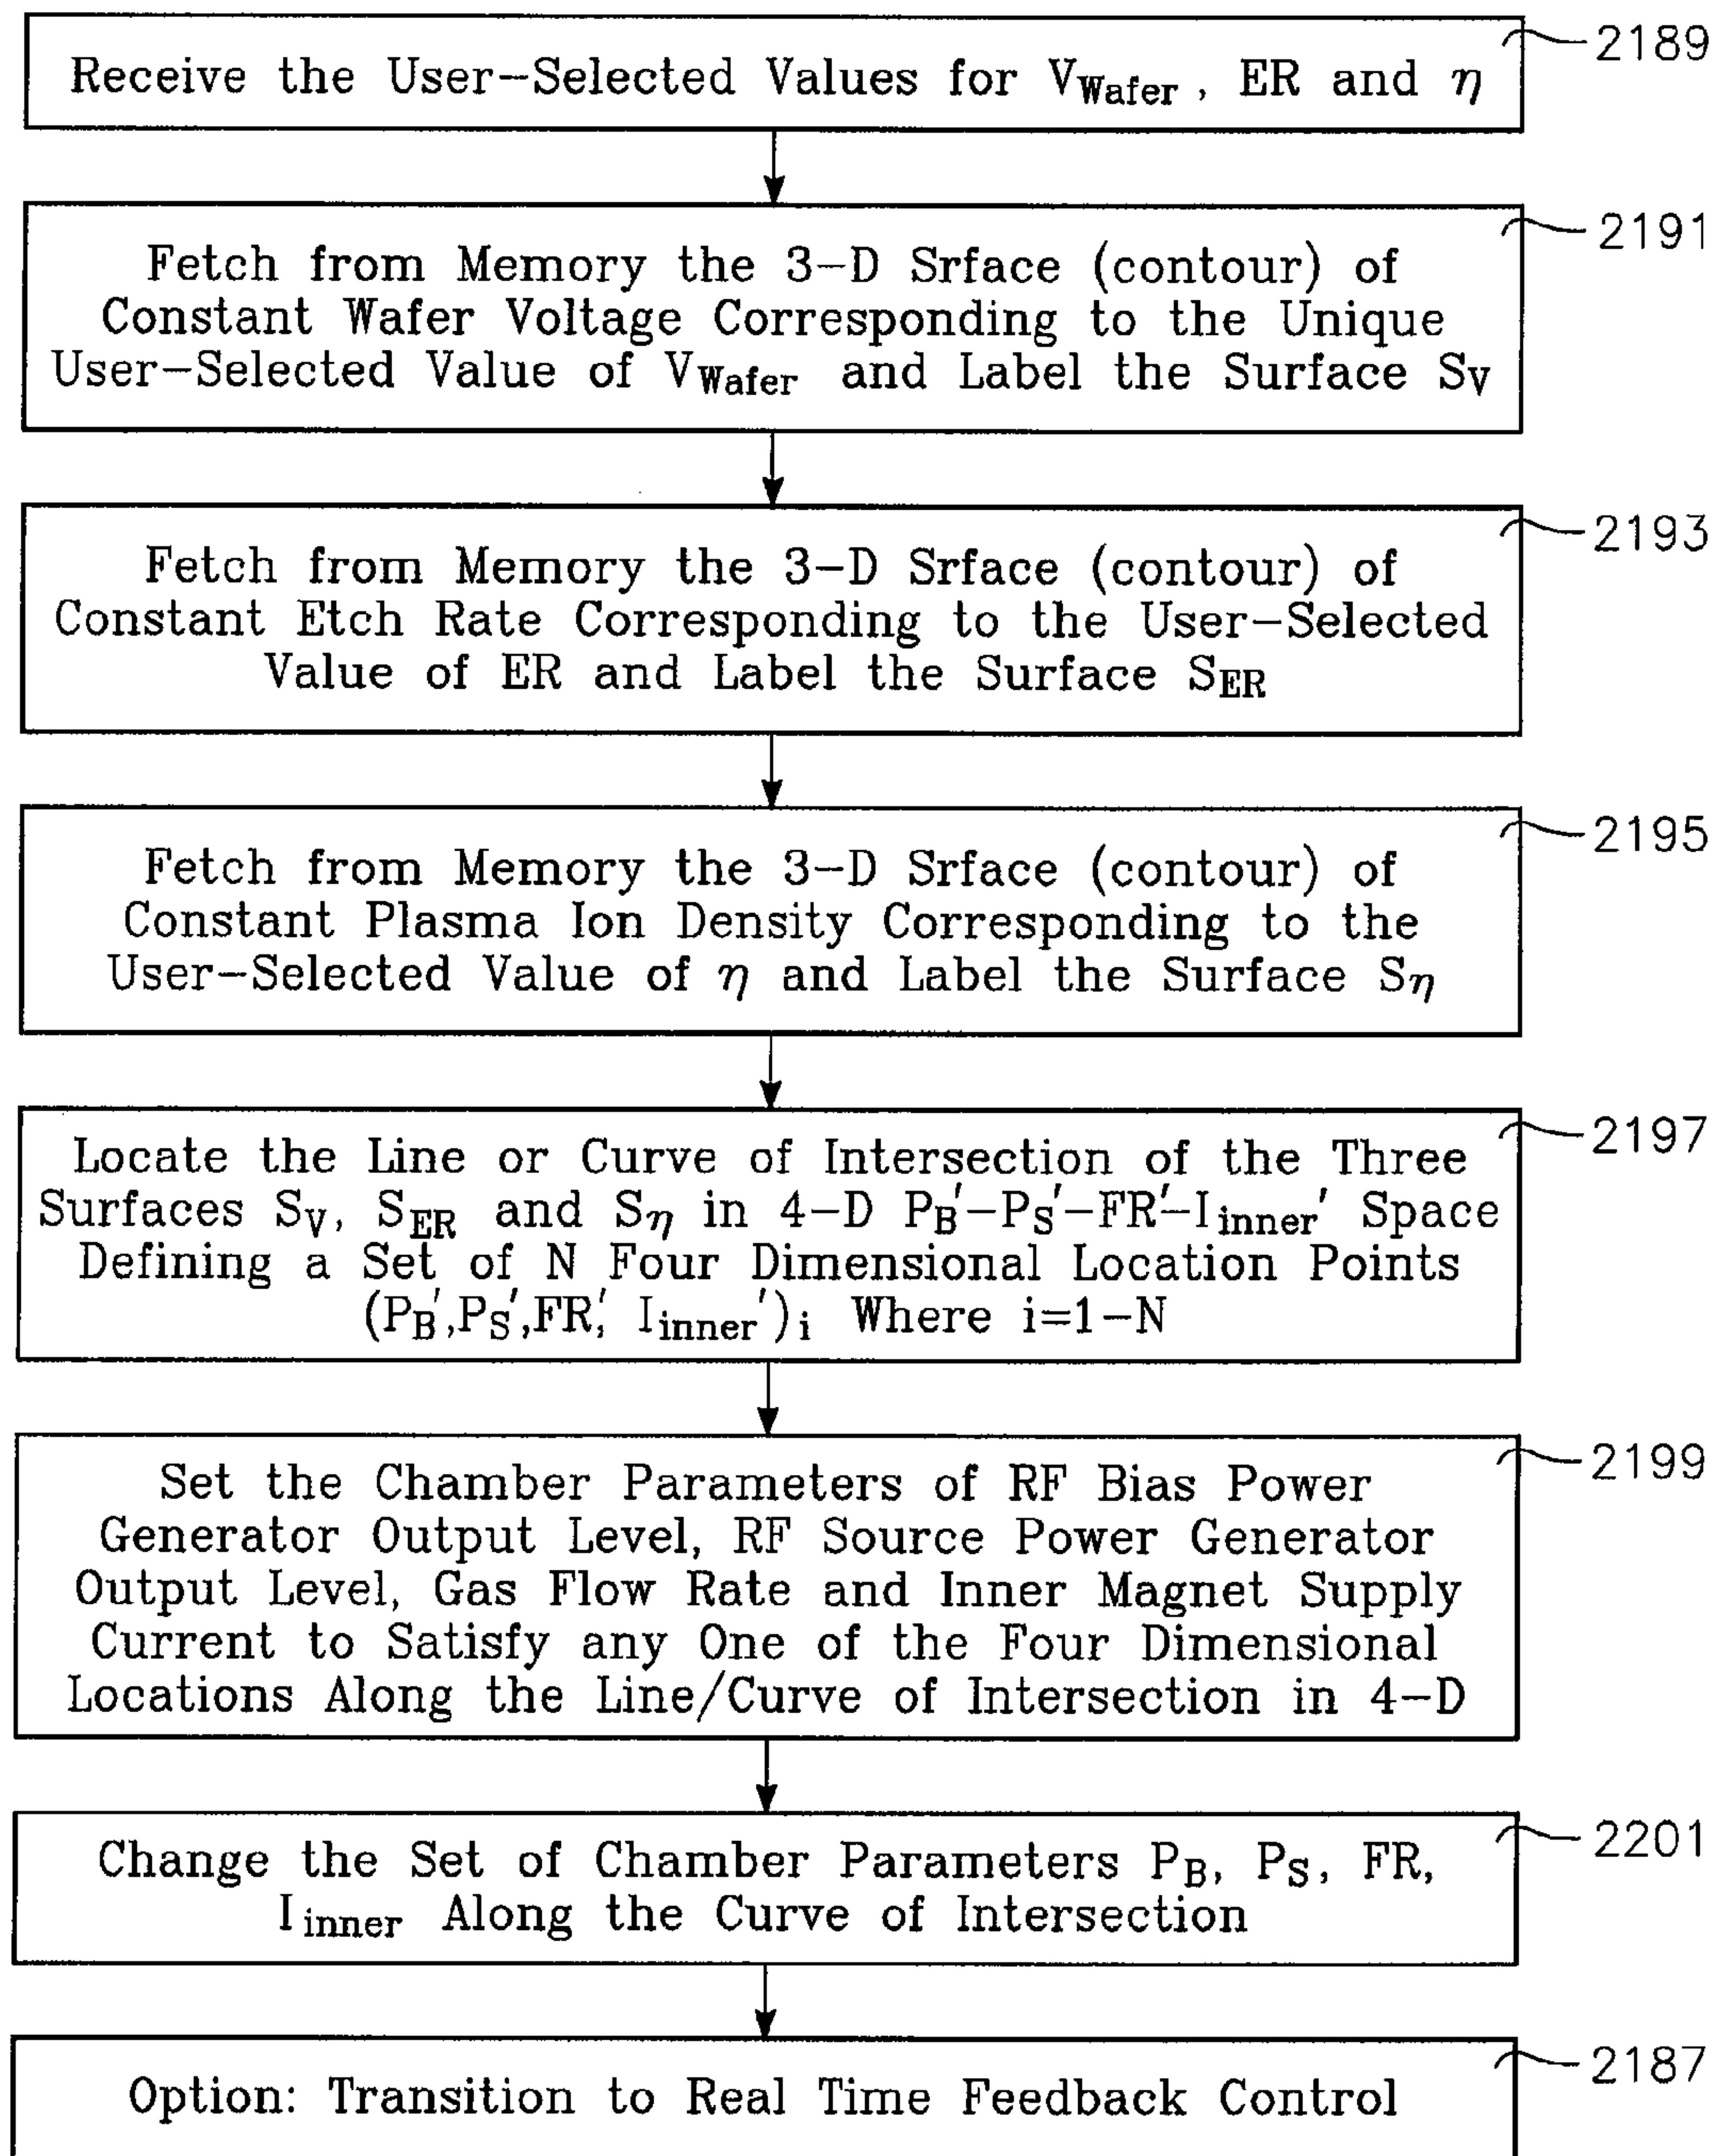 2189
Receive the User-Selected Values for VWafer, ER and η
2191
Fetch from Memory the 3-D Srface (contour) of
Constant Wafer Voltage Corresponding to the Unique
User-Selected Value of VWafer and Label the Surface SV
2193
Fetch from Memory the 3-D Srface (contour) of
Constant Etch Rate Corresponding to the User-Selected
Value of ER and Label the Surface SER
2195
Fetch from Memory the 3-D Srface (contour) of
Constant Plasma Ion Density Corresponding to the
User-Selected Value of η and Label the Surface Sη
2197
Locate the Line or Curve of Intersection of the Three
Surfaces SV, SER and Sη in 4-D PB'-PS'-FR'-Iinner' Space
Defining a Set of N Four Dimensional Location Points
(PB',PS',FR,' Iinner')i Where i=1-N
2199
Set the Chamber Parameters of RF Bias Power
Generator Output Level, RF Source Power Generator
Output Level, Gas Flow Rate and Inner Magnet Supply
Current to Satisfy any One of the Four Dimensional
Locations Along the Line/Curve of Intersection in 4-D
2201
Change the Set of Chamber Parameters PB, PS, FR,
Iinner Along the Curve of Intersection
2187
Option: Transition to Real Time Feedback Control